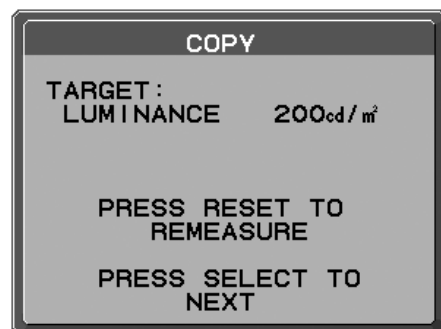 COPY
TARGET:
LUMINANCE 200cd/㎡
PRESS RESET TO
REMEASURE
PRESS SELECT TO
NEXT